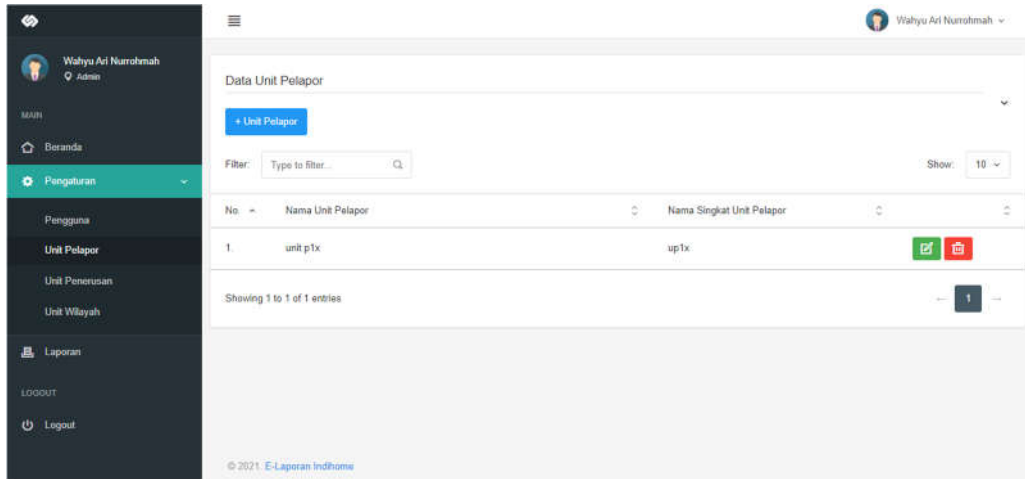 Wahyu Ari Nurrohmah
Wahyu Ari Nurrohmah
Admin
MAIN
Beranda
Pengaturan
Pengguna
Unit Pelapor
Unit Penerusan
Unit Wilayah
Laporan
LOGOUT
Logout
Data Unit Pelapor
+ Unit Pelapor
Filter: Type to filter... Show: 10
No. Nama Unit Pelapor Nama Singkat Unit Pelapor
1. unit p1x up1x
Showing 1 to 1 of 1 entries ← 1 →
© 2021. E-Laporan Indihome